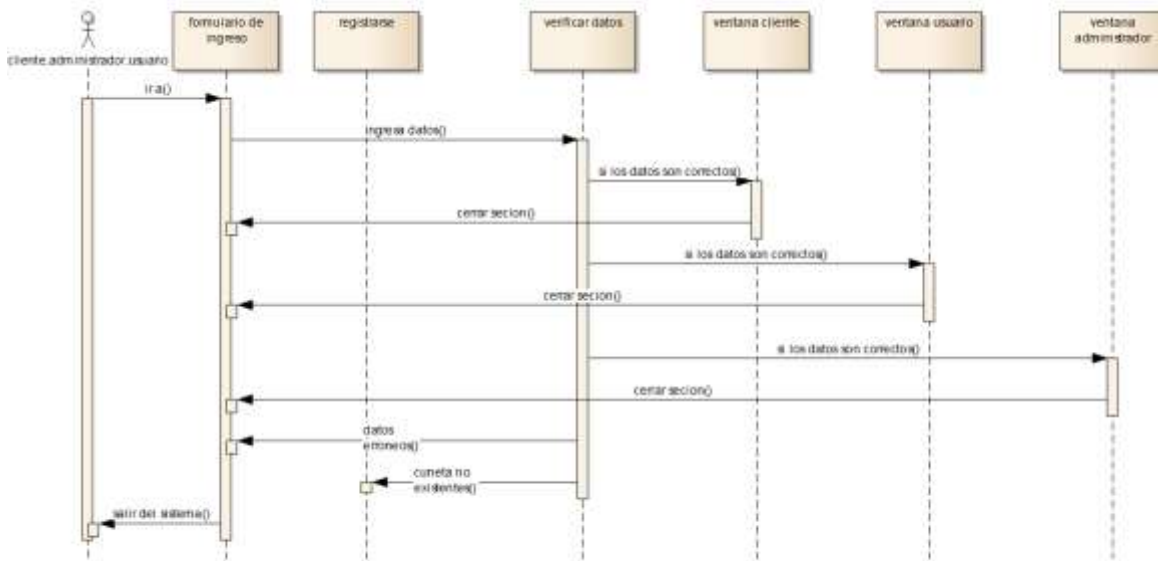 formulario de
ingreso
registrarse
verificar datos
ventana cliente
ventana usuario
ventana
administrador
cliente.administrador.usuario
ir a()
ingresa datos()
si los datos son correctos()
cerrar secion()
si los datos son correctos()
cerrar secion()
si los datos son correctos()
cerrar secion()
datos
erroneos()
cuneta no
existentes()
salir del sistema()